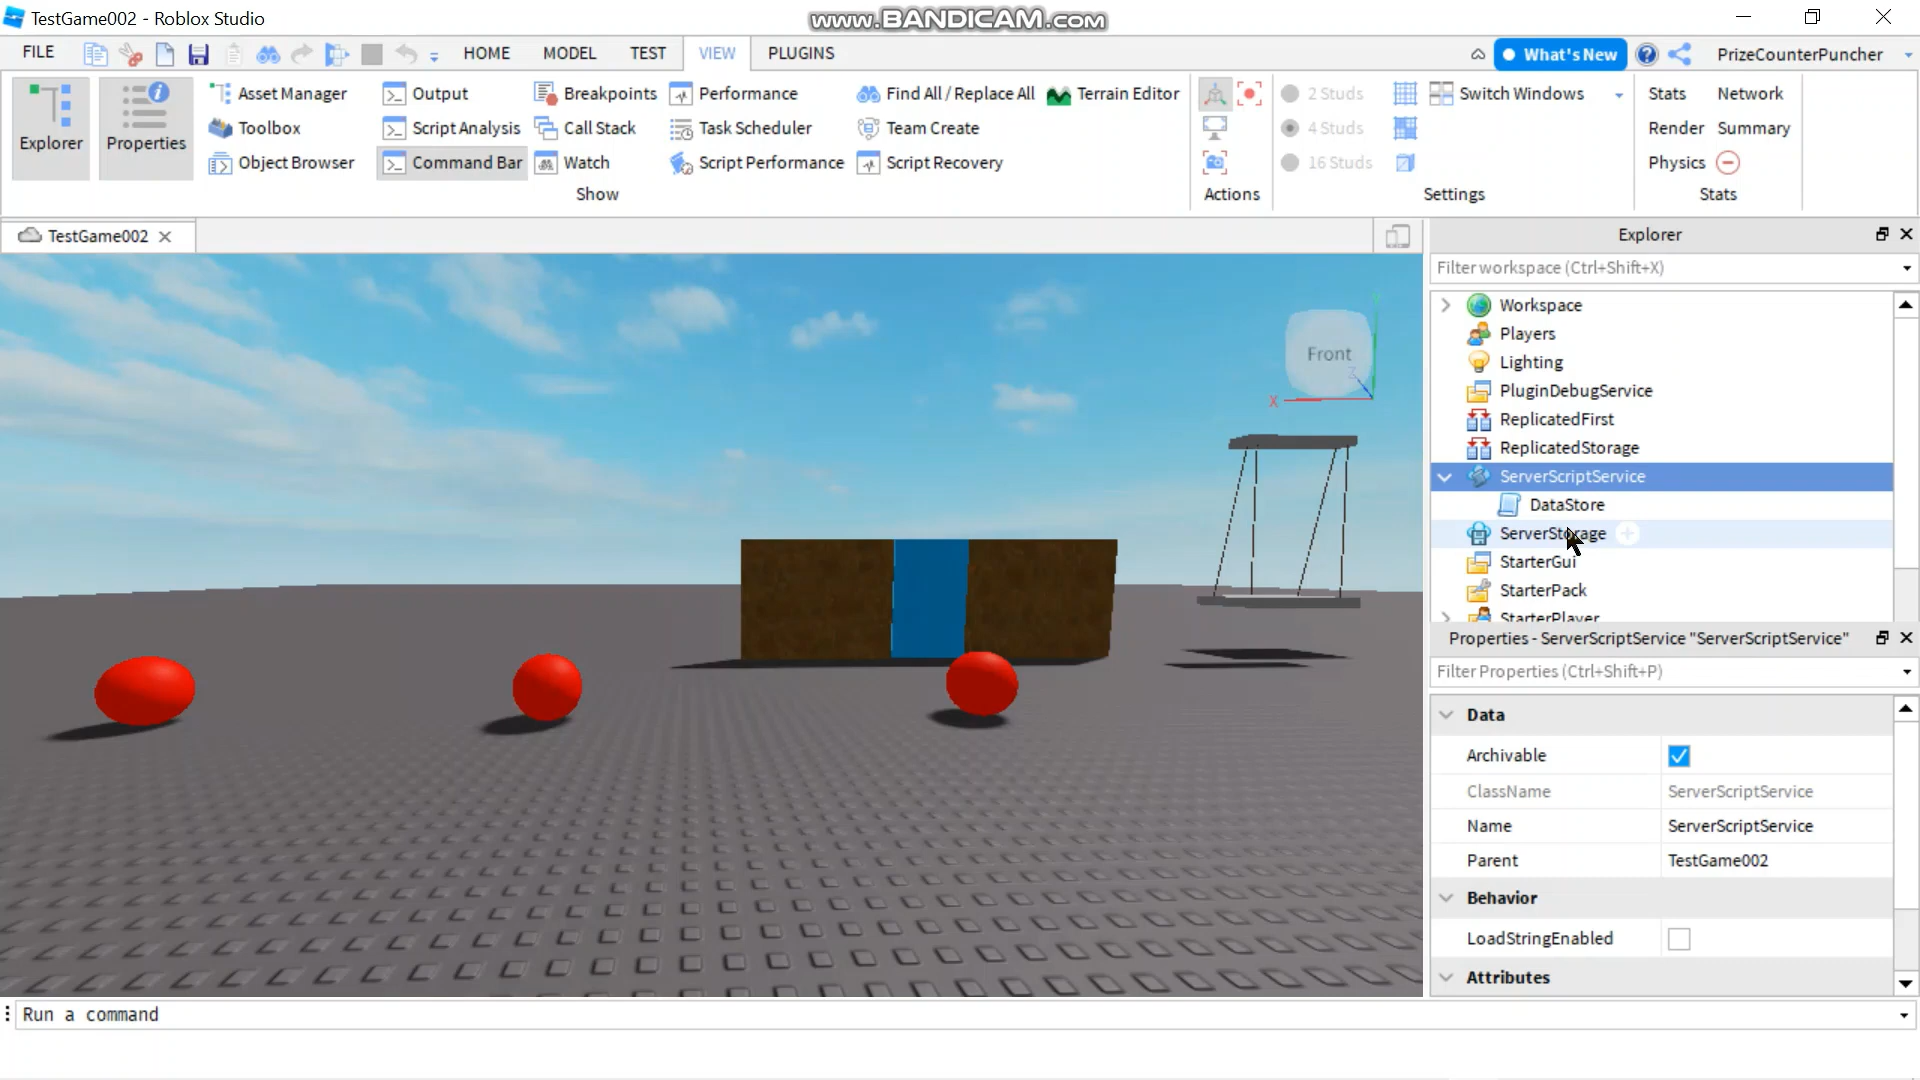 TestGame002 - Roblox Studio
www.BANDICAM.com
FILE
HOME
MODEL
TEST
VIEW
PLUGINS
What's New
PrizeCounterPuncher
Explorer
Properties
Asset Manager
Toolbox
Object Browser
Output
Script Analysis
Command Bar
Breakpoints
Call Stack
Watch
Performance
Task Scheduler
Script Performance
Find All / Replace All
Team Create
Script Recovery
Terrain Editor
Show
Actions
2 Studs
4 Studs
16 Studs
Switch Windows
Settings
Stats
Network
Render
Summary
Physics
Stats
TestGame002
Front
X
Y
Z
Explorer
Filter workspace (Ctrl+Shift+X)
Workspace
Players
Lighting
PluginDebugService
ReplicatedFirst
ReplicatedStorage
ServerScriptService
DataStore
ServerStorage
StarterGui
StarterPack
StarterPlayer
Properties - ServerScriptService "ServerScriptService"
Filter Properties (Ctrl+Shift+P)
Data
Archivable
ClassName ServerScriptService
Name ServerScriptService
Parent TestGame002
Behavior
LoadStringEnabled
Attributes
Run a command